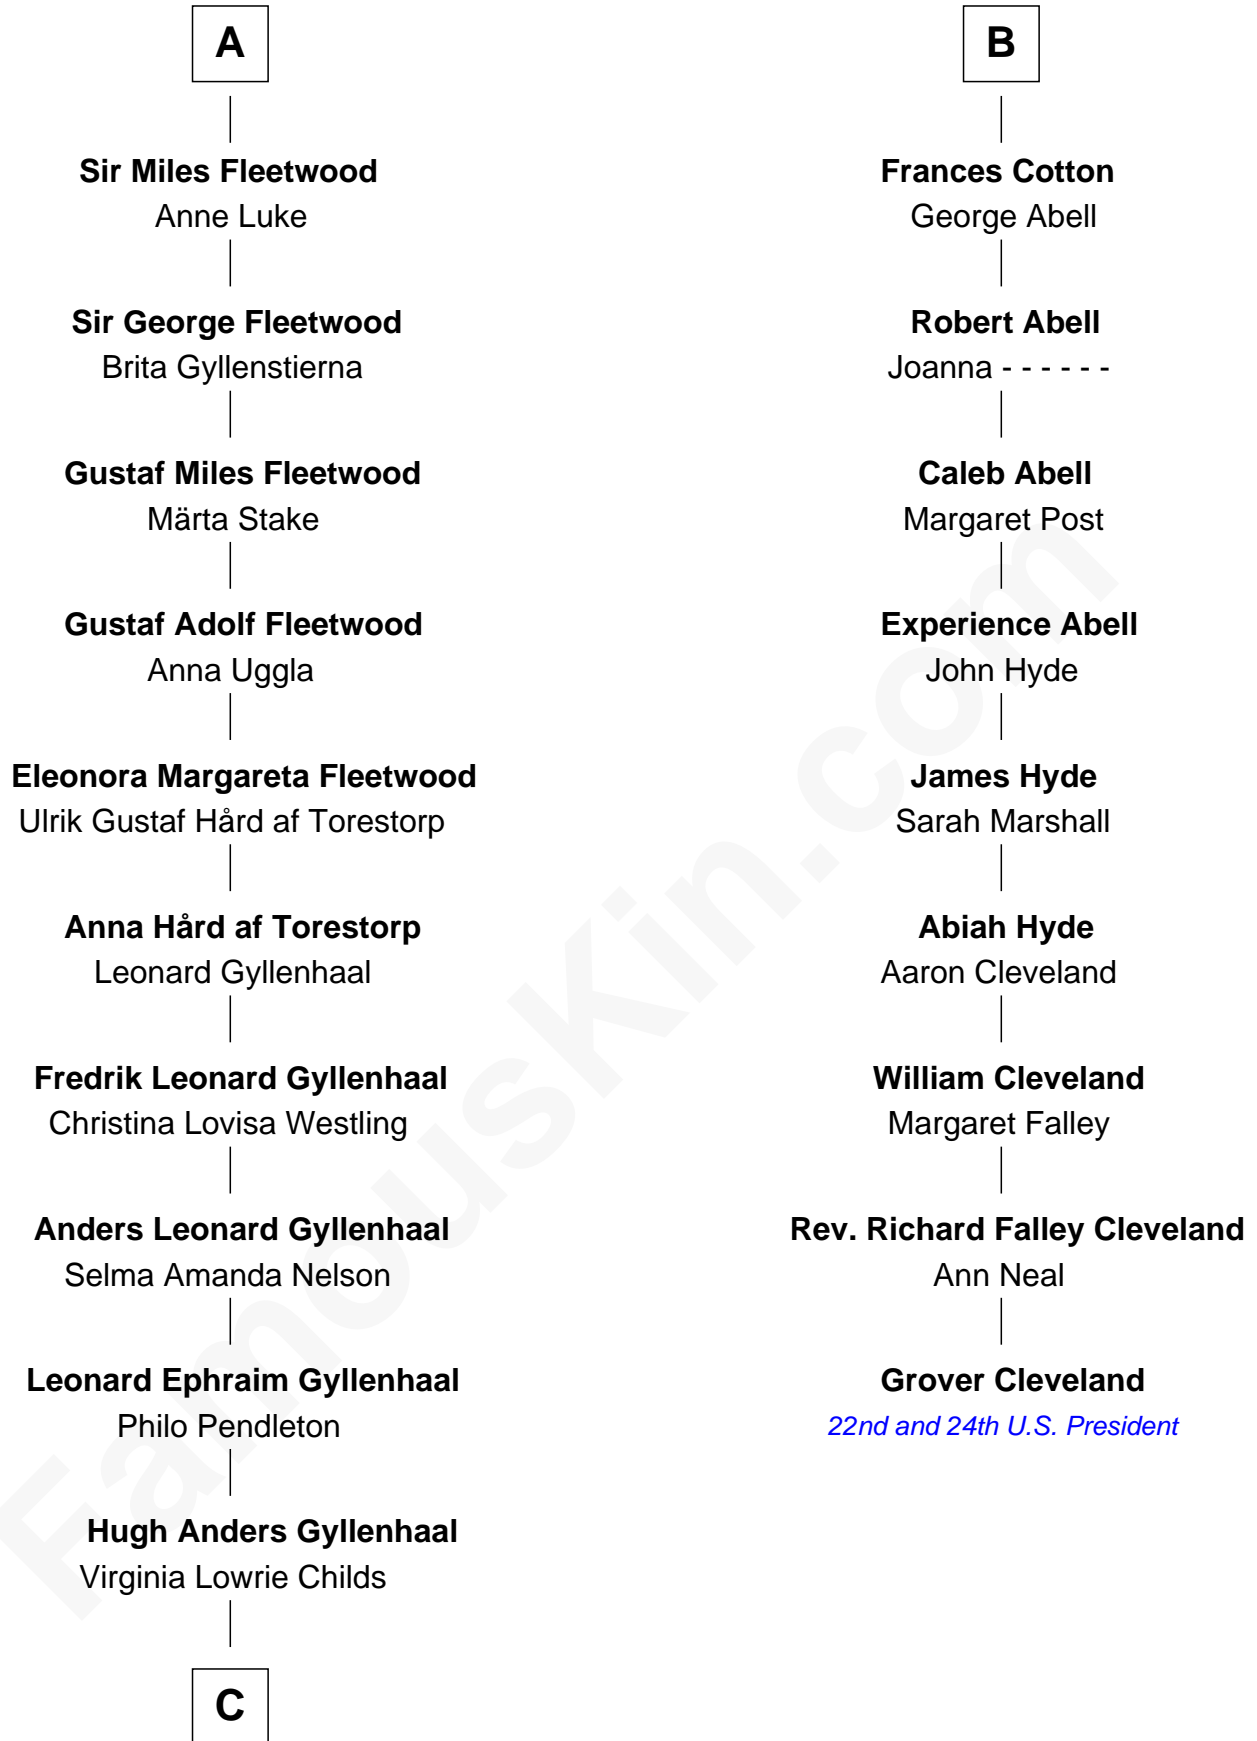 A
Sir Miles Fleetwood
Anne Luke
Sir George Fleetwood
Brita Gyllenstierna
Gustaf Miles Fleetwood
Märta Stake
Gustaf Adolf Fleetwood
Anna Uggla
Eleonora Margareta Fleetwood
Ulrik Gustaf Hård af Torestorp
Anna Hård af Torestorp
Leonard Gyllenhaal
Fredrik Leonard Gyllenhaal
Christina Lovisa Westling
Anders Leonard Gyllenhaal
Selma Amanda Nelson
Leonard Ephraim Gyllenhaal
Philo Pendleton
Hugh Anders Gyllenhaal
Virginia Lowrie Childs
C
B
Frances Cotton
George Abell
Robert Abell
Joanna - - - - - -
Caleb Abell
Margaret Post
Experience Abell
John Hyde
James Hyde
Sarah Marshall
Abiah Hyde
Aaron Cleveland
William Cleveland
Margaret Falley
Rev. Richard Falley Cleveland
Ann Neal
Grover Cleveland
22nd and 24th U.S. President
FamousKin.com